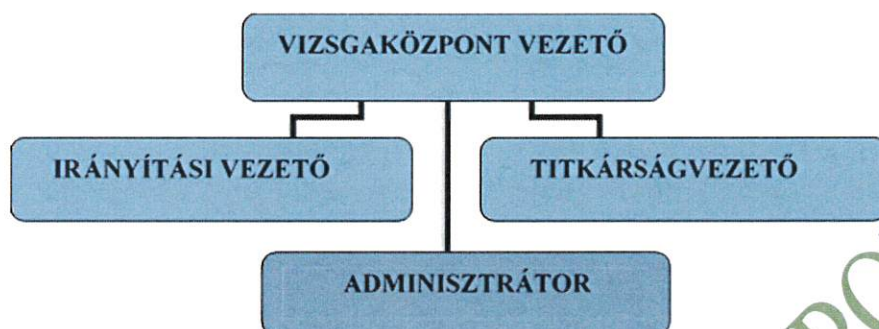 VIZSGAKÖZPONT VEZETŐ
IRÁNYÍTÁSI VEZETŐ
TITKÁRSÁGVEZETŐ
ADMINISZTRÁTOR